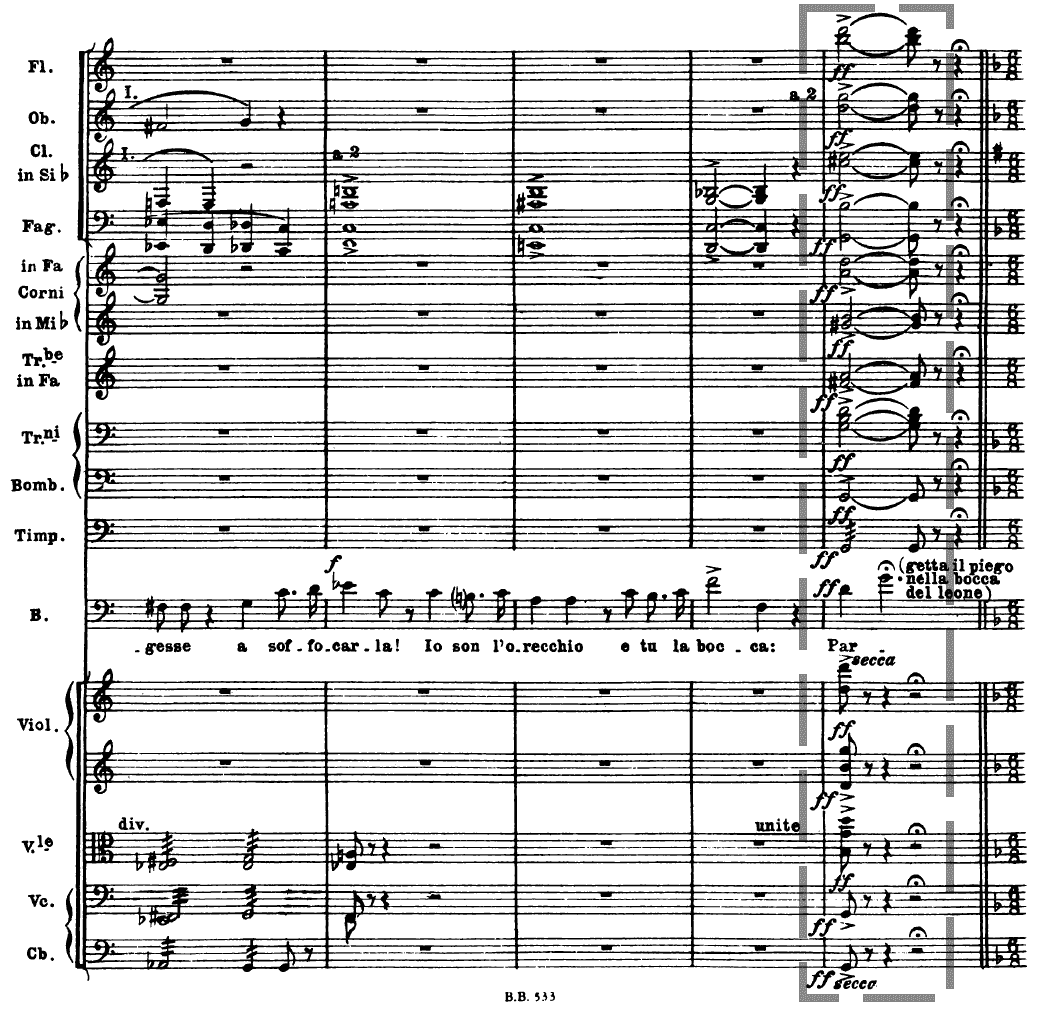 Fl.
I.
Ob.
a 2
ff
ff
Cl.
in Si♭
I.
a 2
ff
Fag.
ff
in Fa
Corni
ff
in Mi♭
ff
Tr.be
in Fa
ff
Tr.ni
ff
Bomb.
ff
Timp.
ff
f
ff
(getta il piego
nella bocca
del leone)
B.
- gesse a sof - fo - car - la! Io son l'o - recchio e tu la boc - ca: Par -
secca
Viol.
ff
ff
div.
unite
V.le
ff
Vc.
ff
Cb.
ff secco
B.B. 533